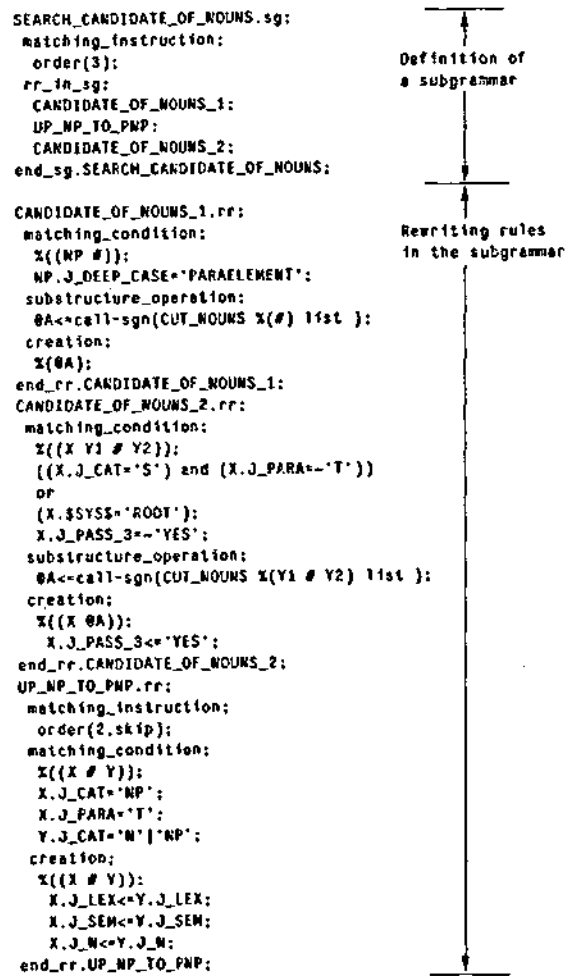 SEARCH_CANDIDATE_OF_NOUNS.sg;
matching_instruction;
order(3);
rr_in_sg;
CANDIDATE_OF_NOUNS_1;
UP_NP_TO_PNP;
CANDIDATE_OF_NOUNS_2;
end_sg.SEARCH_CANDIDATE_OF_NOUNS;
Definition of
a subgrammar
CANDIDATE_OF_NOUNS_1.rr;
matching_condition;
%((NP #));
NP.J_DEEP_CASE='PARAELEMENT';
substructure_operation;
@A<=call-sgn(CUT_NOUNS %(#) list );
creation;
%(@A);
end_rr.CANDIDATE_OF_NOUNS_1;
CANDIDATE_OF_NOUNS_2.rr;
matching_condition;
%((X Y1 # Y2));
((X.J_CAT='S') and (X.J_PARA=~'T'))
or
(X.$SYS$='ROOT');
X.J_PASS_3=~'YES';
substructure_operation;
@A<=call-sgn(CUT_NOUNS %(Y1 # Y2) list );
creation;
%((X @A));
X.J_PASS_3<='YES';
end_rr.CANDIDATE_OF_NOUNS_2;
UP_NP_TO_PNP.rr;
matching_instruction;
order(2,skip);
matching_condition;
%((X # Y));
X.J_CAT='NP';
X.J_PARA='T';
Y.J_CAT='N'|'NP';
creation;
%((X # Y));
X.J_LEX<=Y.J_LEX;
X.J_SEM<=Y.J_SEM;
X.J_N<=Y.J_N;
end_rr.UP_NP_TO_PNP;
Rewriting rules
in the subgrammar